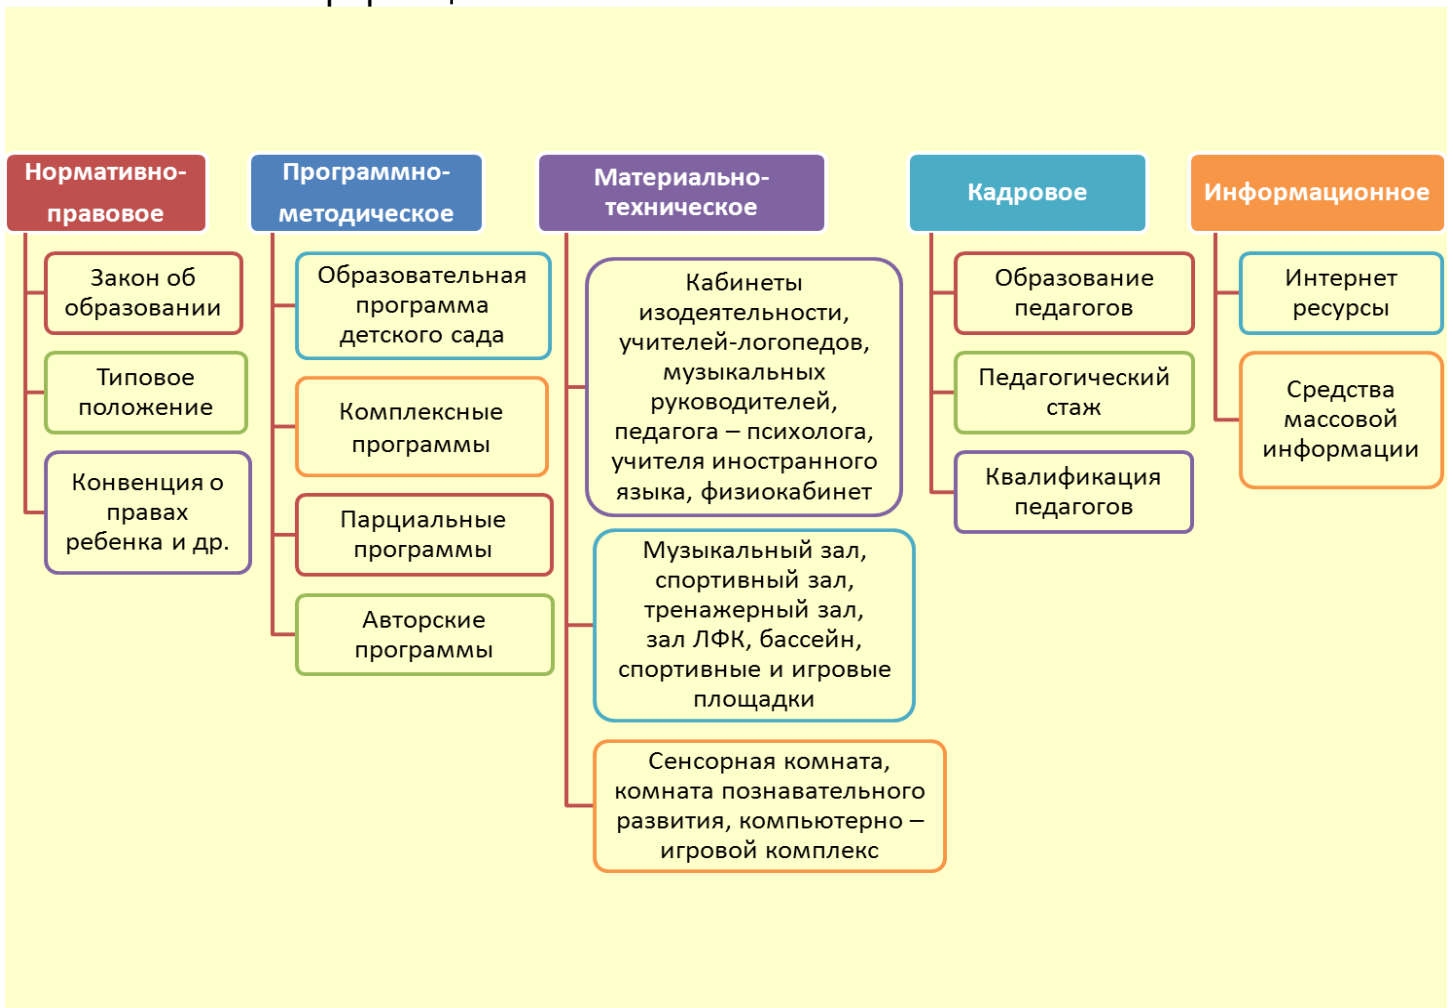 Нормативно-
правовое
Закон об
образовании
Типовое
положение
Конвенция о
правах
ребенка и др.
Программно-
методическое
Образовательная
программа
детского сада
Комплексные
программы
Парциальные
программы
Авторские
программы
Материально-
техническое
Кабинеты
изодеятельности,
учителей-логопедов,
музыкальных
руководителей,
педагога – психолога,
учителя иностранного
языка, физиокабинет
Музыкальный зал,
спортивный зал,
тренажерный зал,
зал ЛФК, бассейн,
спортивные и игровые
площадки
Сенсорная комната,
комната познавательного
развития, компьютерно –
игровой комплекс
Кадровое
Образование
педагогов
Педагогический
стаж
Квалификация
педагогов
Информационное
Интернет
ресурсы
Средства
массовой
информации